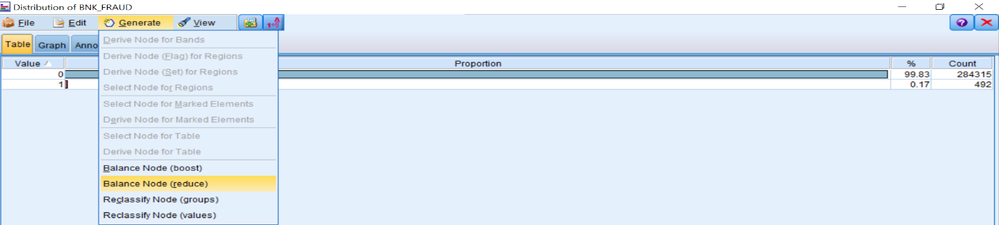 Distribution of BNK_FRAUD
File Edit Generate View
Table Graph Anno
Derive Node for Bands
Derive Node (Flag) for Regions
Derive Node (Set) for Regions
Select Node for Regions
Select Node for Marked Elements
Derive Node for Marked Elements
Select Node for Table
Derive Node for Table
Balance Node (boost)
Balance Node (reduce)
Reclassify Node (groups)
Reclassify Node (values)
Value Proportion % Count
0 99.83 284315
1 0.17 492